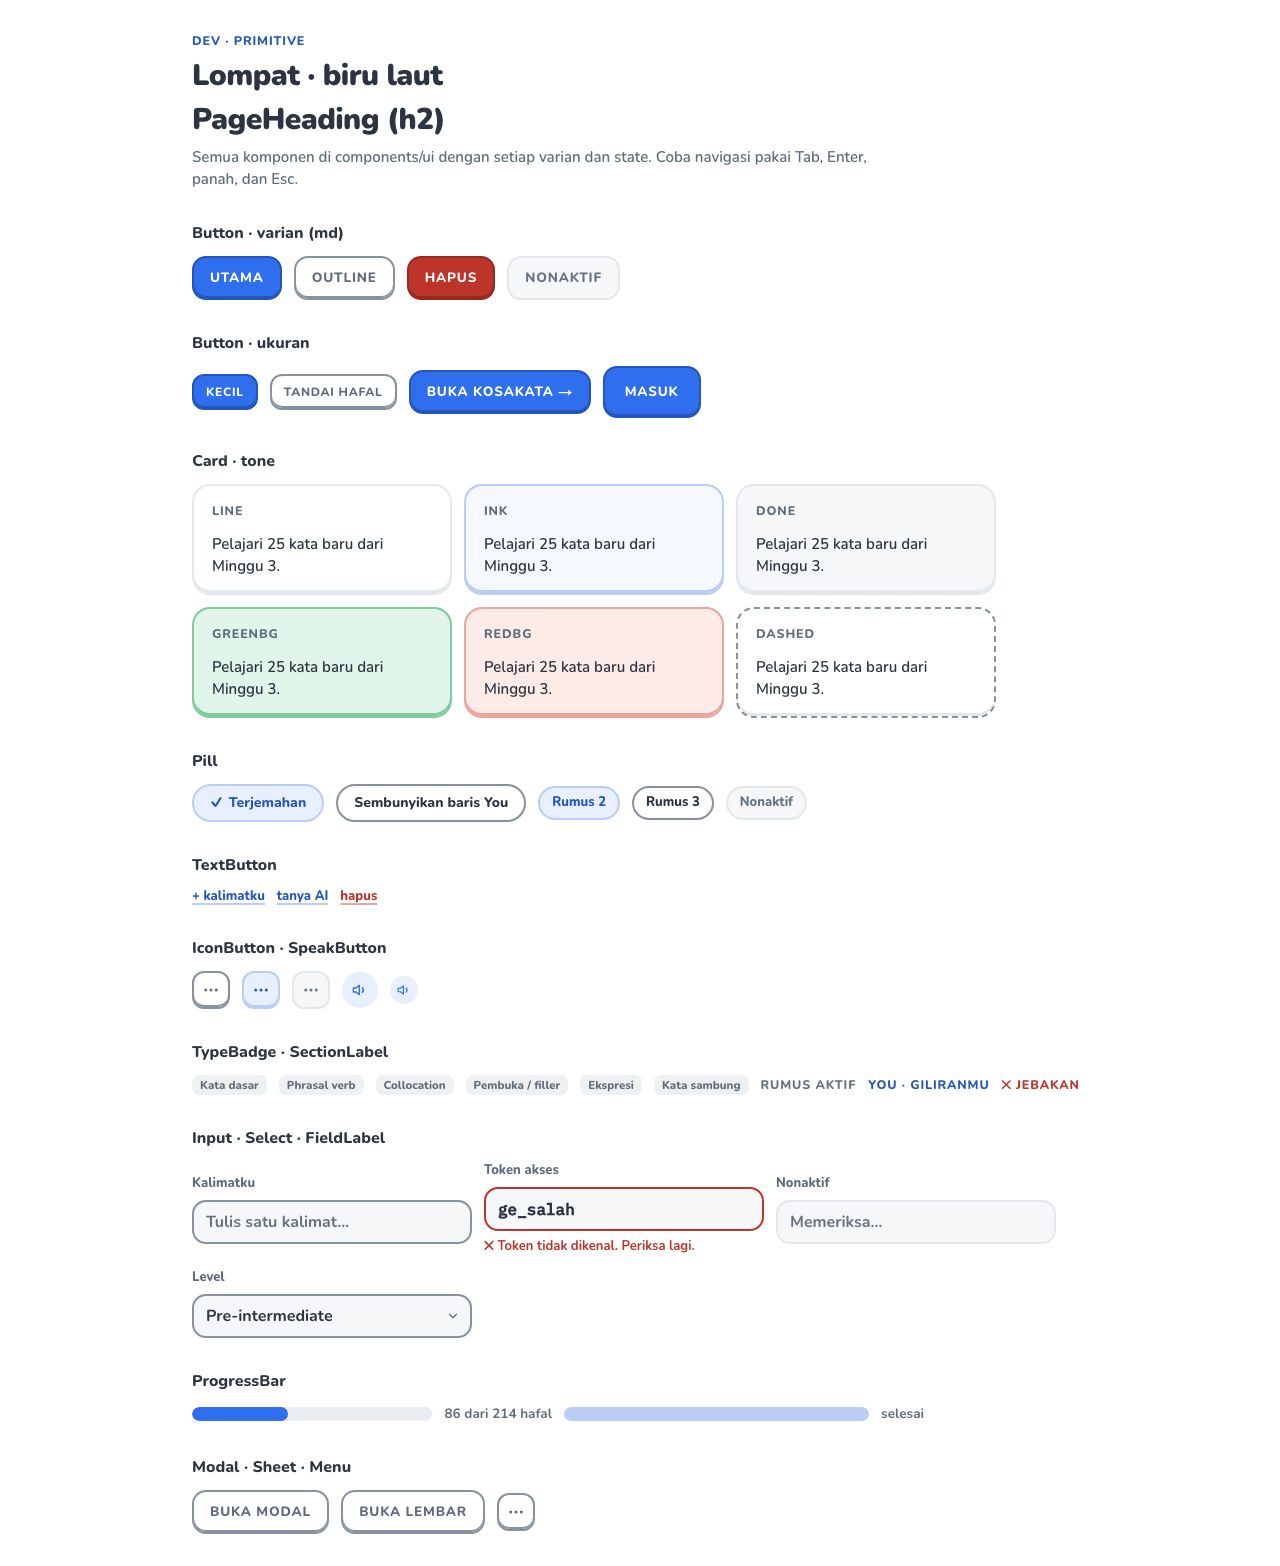 DEV · PRIMITIVE
Lompat · biru laut
PageHeading (h2)
Semua komponen di components/ui dengan setiap varian dan state. Coba navigasi pakai Tab, Enter,
panah, dan Esc.
Button · varian (md)
UTAMA OUTLINE HAPUS NONAKTIF
Button · ukuran
KECIL TANDAI HAFAL BUKA KOSAKATA → MASUK
Card · tone
LINE
Pelajari 25 kata baru dari
Minggu 3.
INK
Pelajari 25 kata baru dari
Minggu 3.
DONE
Pelajari 25 kata baru dari
Minggu 3.
GREENBG
Pelajari 25 kata baru dari
Minggu 3.
REDBG
Pelajari 25 kata baru dari
Minggu 3.
DASHED
Pelajari 25 kata baru dari
Minggu 3.
Pill
✓ Terjemahan Sembunyikan baris You Rumus 2 Rumus 3 Nonaktif
TextButton
+ kalimatku tanya AI hapus
IconButton · SpeakButton
TypeBadge · SectionLabel
Kata dasar Phrasal verb Collocation Pembuka / filler Ekspresi Kata sambung RUMUS AKTIF YOU · GILIRANMU ✕ JEBAKAN
Input · Select · FieldLabel
Kalimatku
Tulis satu kalimat...
Token akses
ge_salah
✕ Token tidak dikenal. Periksa lagi.
Nonaktif
Memeriksa...
Level
Pre-intermediate
ProgressBar
86 dari 214 hafal selesai
Modal · Sheet · Menu
BUKA MODAL BUKA LEMBAR